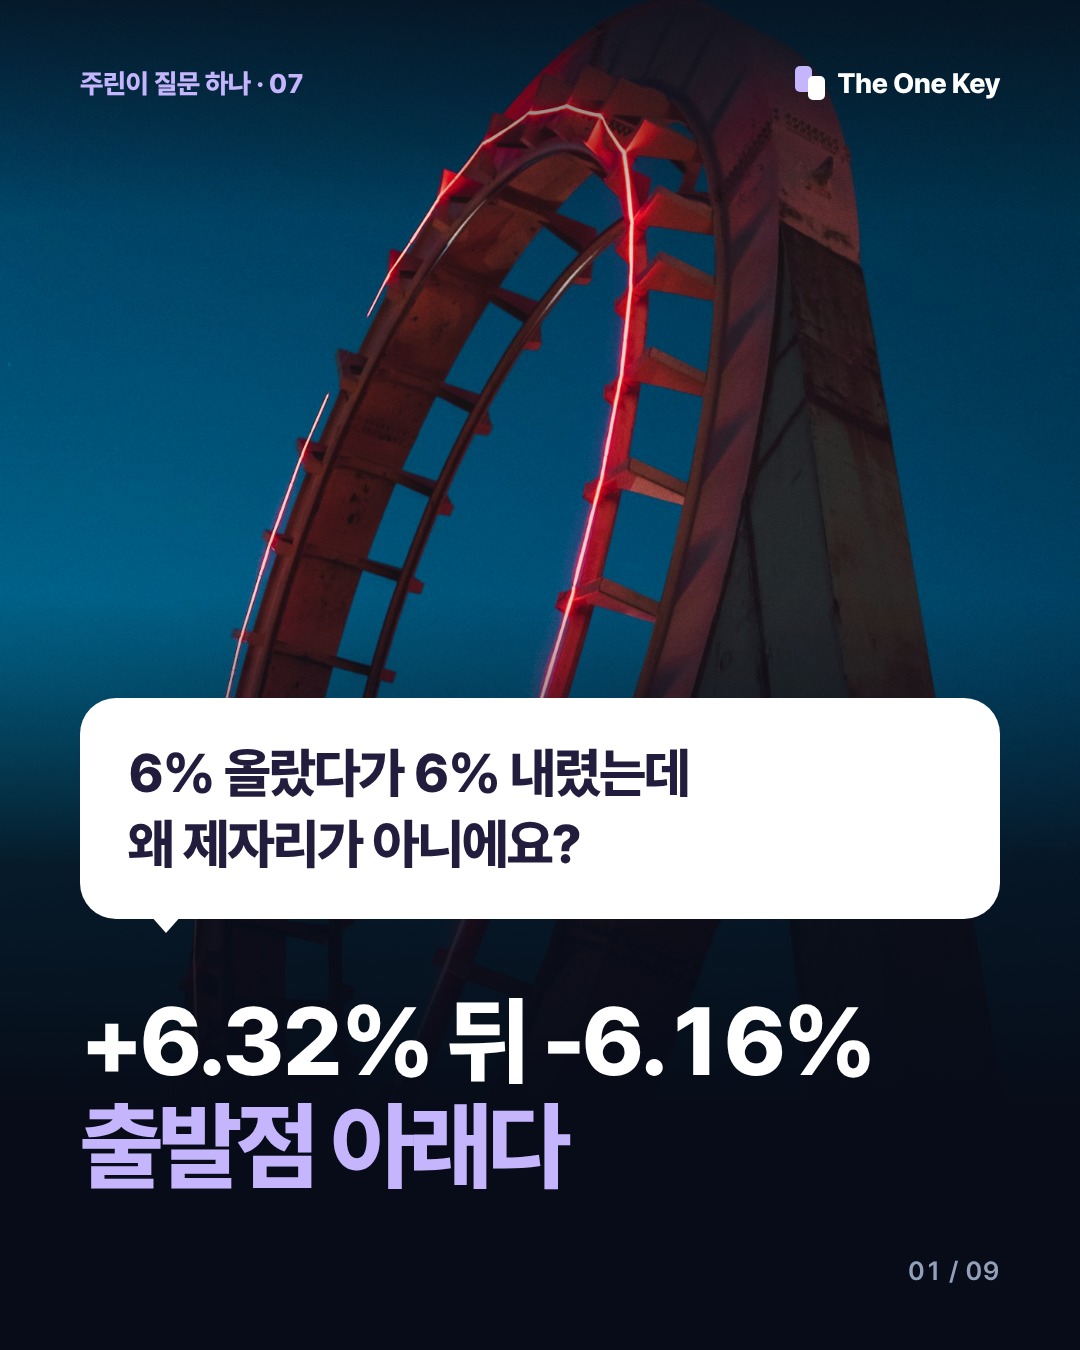 주린이 질문 하나 · 07
The One Key
6% 올랐다가 6% 내렸는데
왜 제자리가 아니에요?
+6.32% 뒤 -6.16%
출발점 아래다
01 / 09